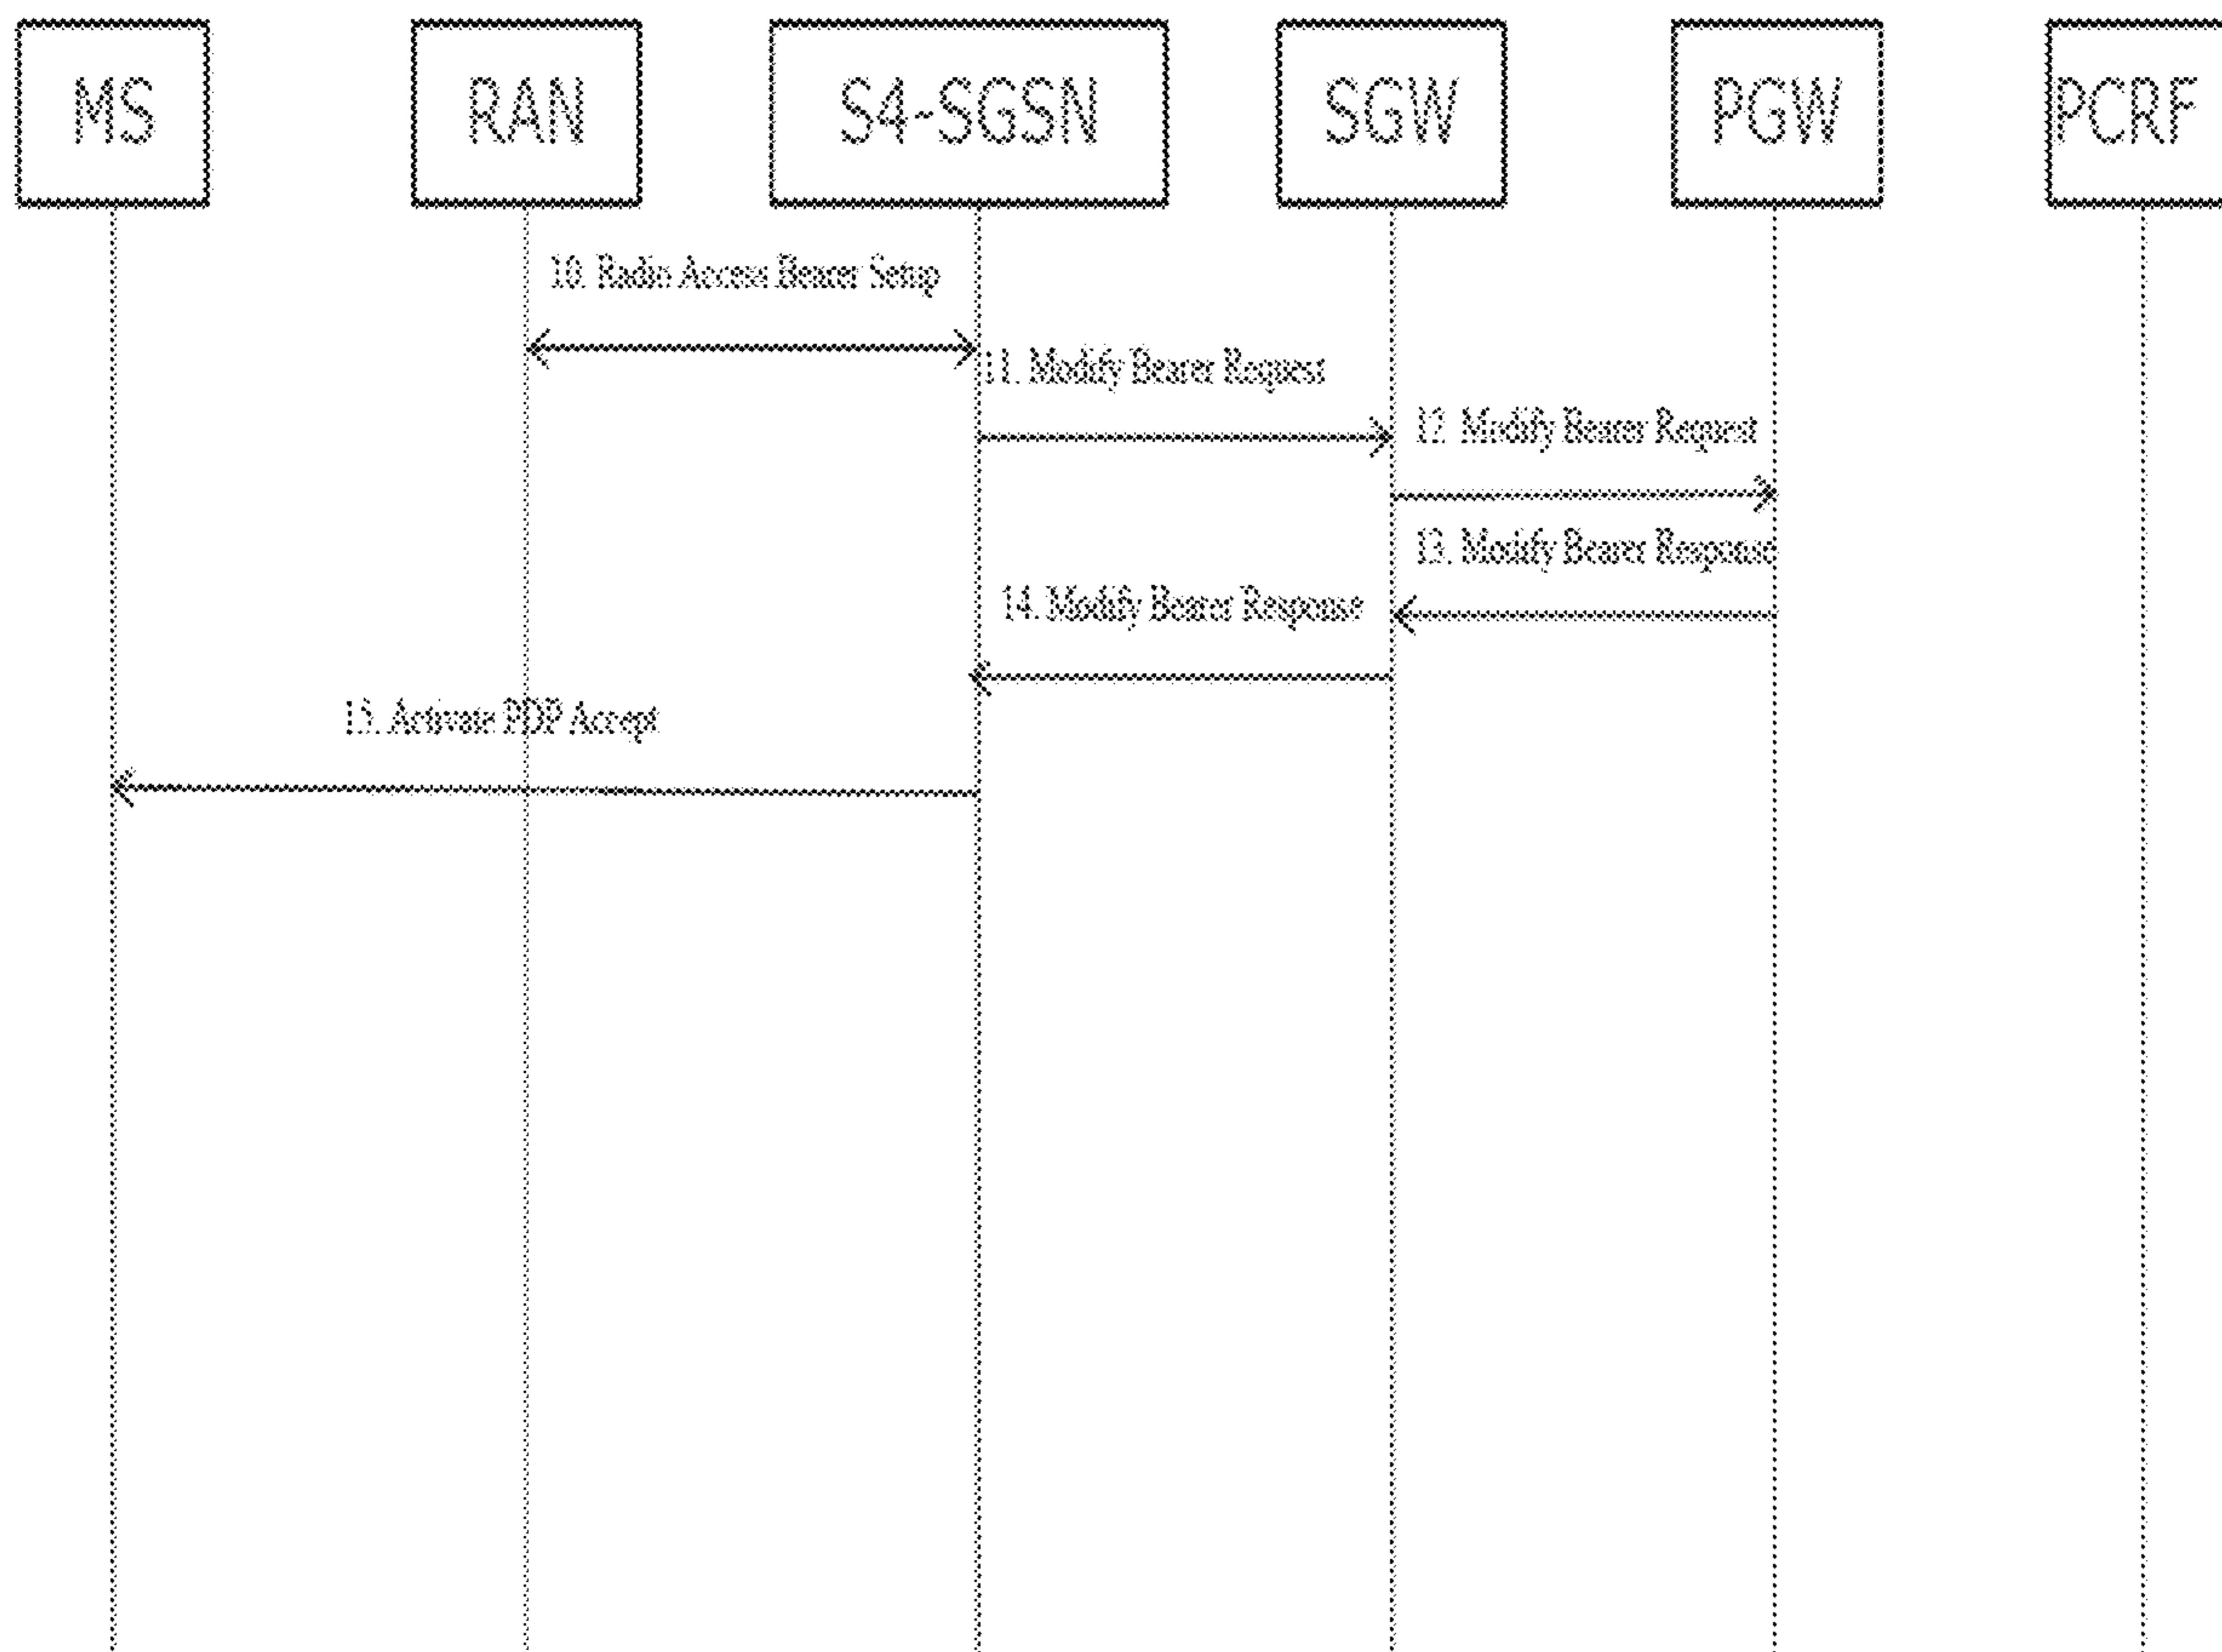 MS
RAN
S4-SGSN
SGW
PGW
PCRF
10. Radio Access Bearer Setup
11. Modify Bearer Request
12. Modify Bearer Request
13. Modify Bearer Response
14. Modify Bearer Response
15. Activate PDP Accept